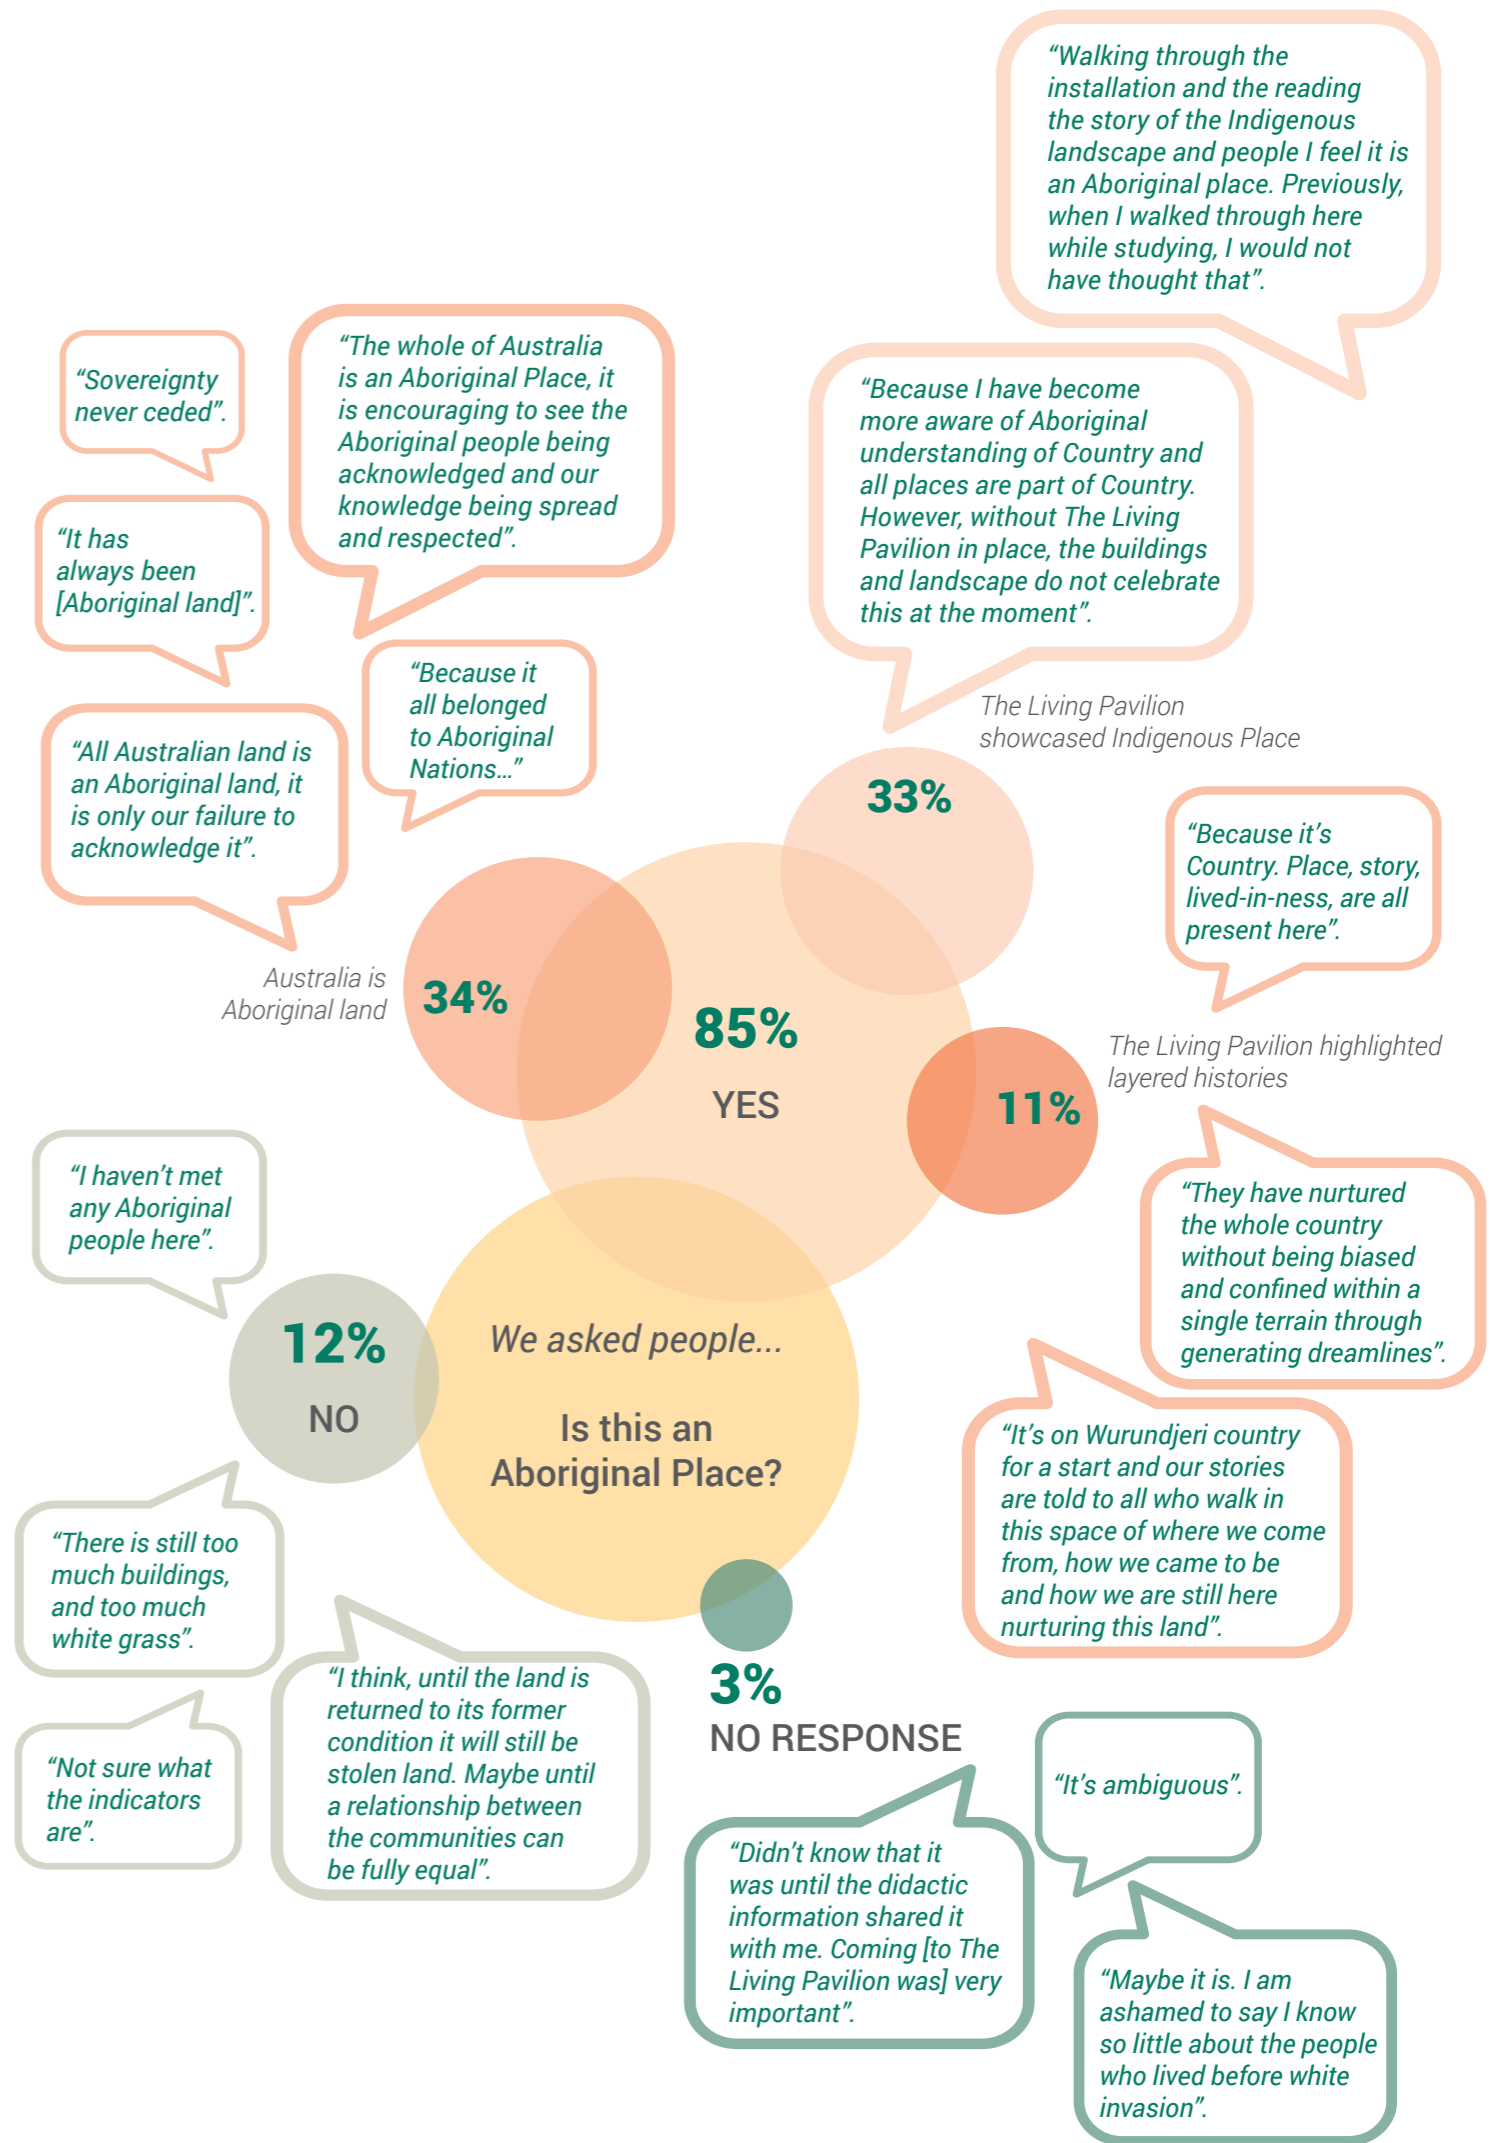 “Walking through the
installation and the reading
the story of the Indigenous
landscape and people I feel it is
an Aboriginal place. Previously,
when I walked through here
while studying, I would not
have thought that”.
“Sovereignty
never ceded”.
“The whole of Australia
is an Aboriginal Place, it
is encouraging to see the
Aboriginal people being
acknowledged and our
knowledge being spread
and respected”.
“Because I have become
more aware of Aboriginal
understanding of Country and
all places are part of Country.
However, without The Living
Pavilion in place, the buildings
and landscape do not celebrate
this at the moment”.
“It has
always been
[Aboriginal land]”.
“Because it
all belonged
to Aboriginal
Nations...”
“All Australian land is
an Aboriginal land, it
is only our failure to
acknowledge it”.
The Living Pavilion
showcased Indigenous Place
33%
“Because it’s
Country. Place, story,
lived-in-ness, are all
present here”.
Australia is
Aboriginal land
34%
85%
YES
The Living Pavilion highlighted
layered histories
11%
“I haven’t met
any Aboriginal
people here”.
“They have nurtured
the whole country
without being biased
and confined within a
single terrain through
generating dreamlines”.
12%
NO
We asked people...
Is this an
Aboriginal Place?
“It’s on Wurundjeri country
for a start and our stories
are told to all who walk in
this space of where we come
from, how we came to be
and how we are still here
nurturing this land”.
“There is still too
much buildings,
and too much
white grass”.
“I think, until the land is
returned to its former
condition it will still be
stolen land. Maybe until
a relationship between
the communities can
be fully equal”.
3%
NO RESPONSE
“Not sure what
the indicators
are”.
“It’s ambiguous”.
“Didn’t know that it
was until the didactic
information shared it
with me. Coming [to The
Living Pavilion was] very
important”.
“Maybe it is. I am
ashamed to say I know
so little about the people
who lived before white
invasion”.